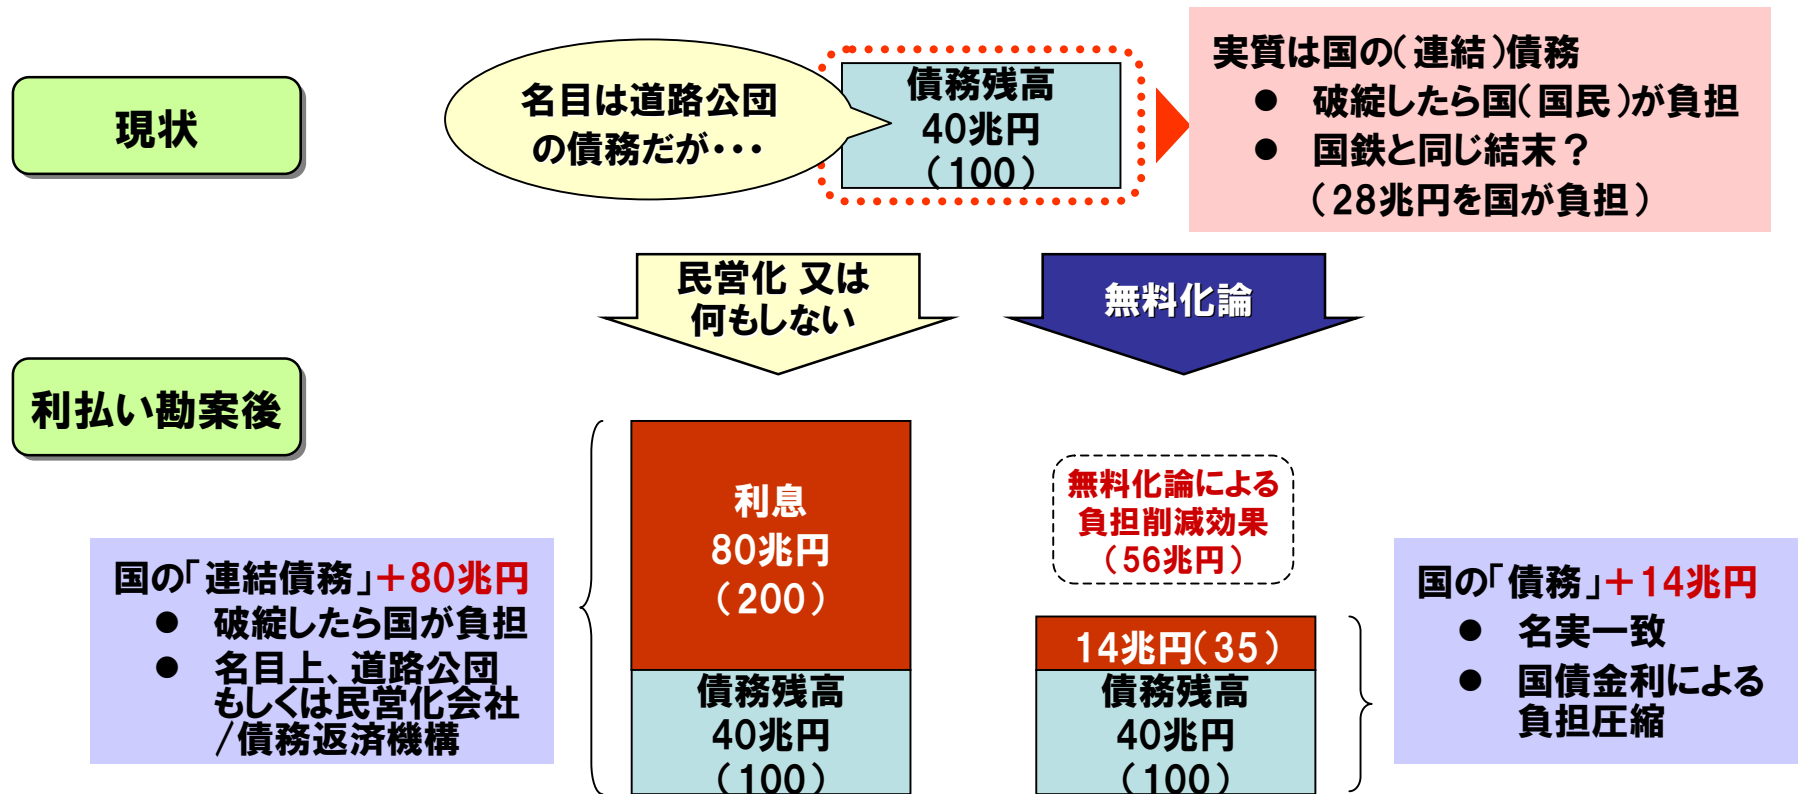 現状
名目は道路公団
の債務だが・・・
債務残高
40兆円
(100)
実質は国の(連結)債務
● 破綻したら国(国民)が負担
● 国鉄と同じ結末？
(28兆円を国が負担)
民営化 又は
何もしない
無料化論
利払い勘案後
利息
80兆円
(200)
債務残高
40兆円
(100)
無料化論による
負担削減効果
(56兆円)
14兆円(35)
債務残高
40兆円
(100)
国の「連結債務」＋80兆円
● 破綻したら国が負担
● 名目上、道路公団
もしくは民営化会社
/債務返済機構
国の「債務」＋14兆円
● 名実一致
● 国債金利による
負担圧縮